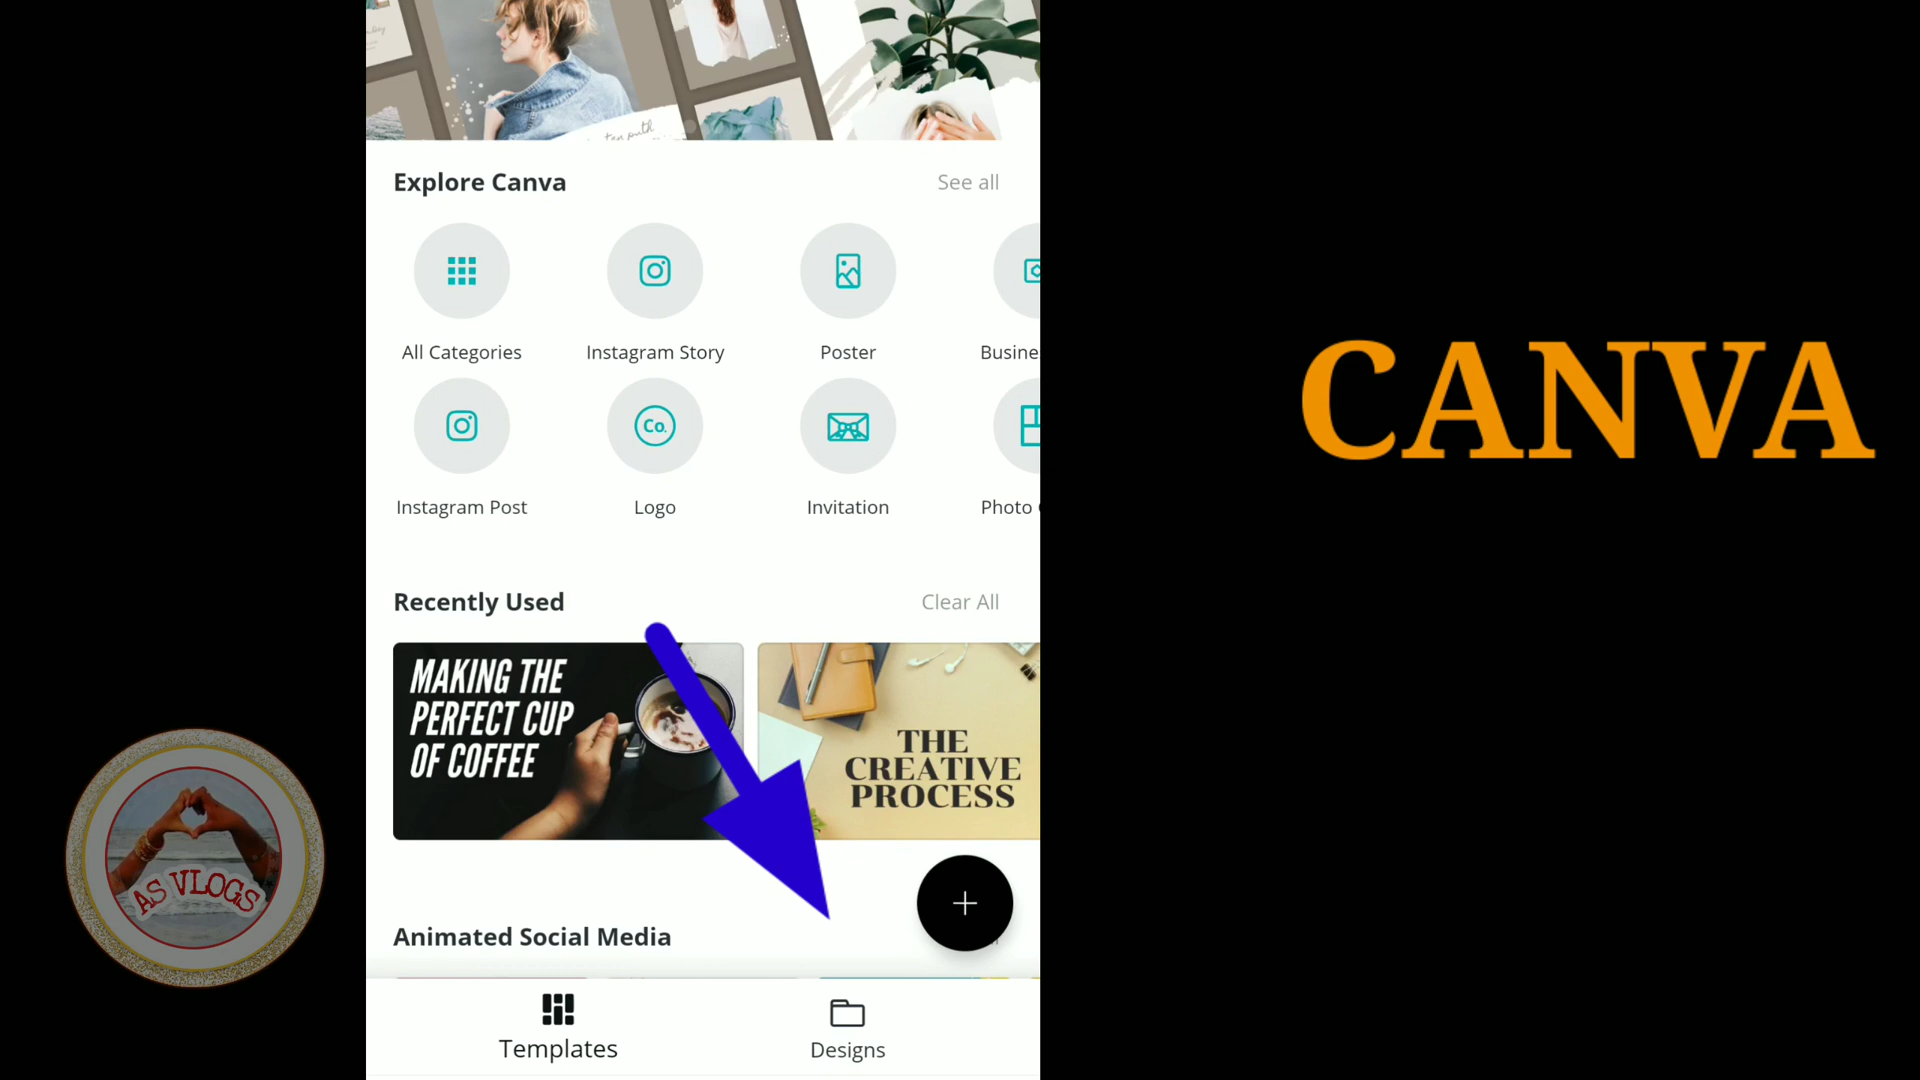 Explore Canva
See all
All Categories
Instagram Story
Poster
Busine
Instagram Post
Logo
Invitation
Photo
CANVA
Recently Used
Clear All
MAKING THE
PERFECT CUP
OF COFFEE
THE
CREATIVE
PROCESS
AS VLOGS
Animated Social Media
Templates
Designs